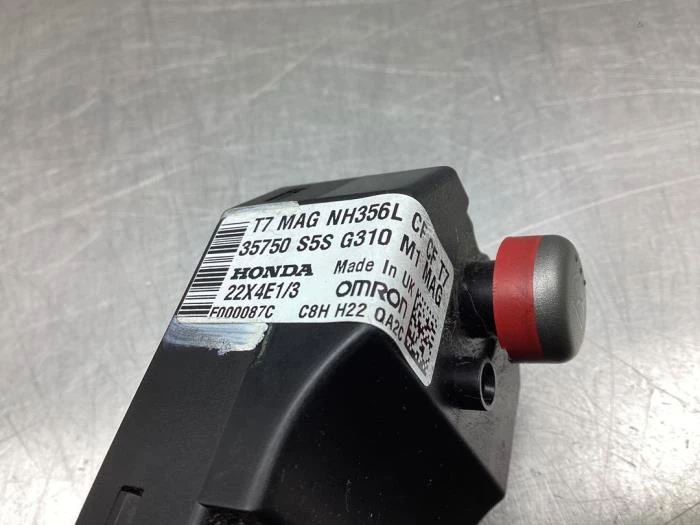 T7 MAG NH356L CF CF T7
35750 S5S G310 M1 MAG
HONDA Made In UK
22X4E1/3 OMRON
F000087C C8H H22 QA2C